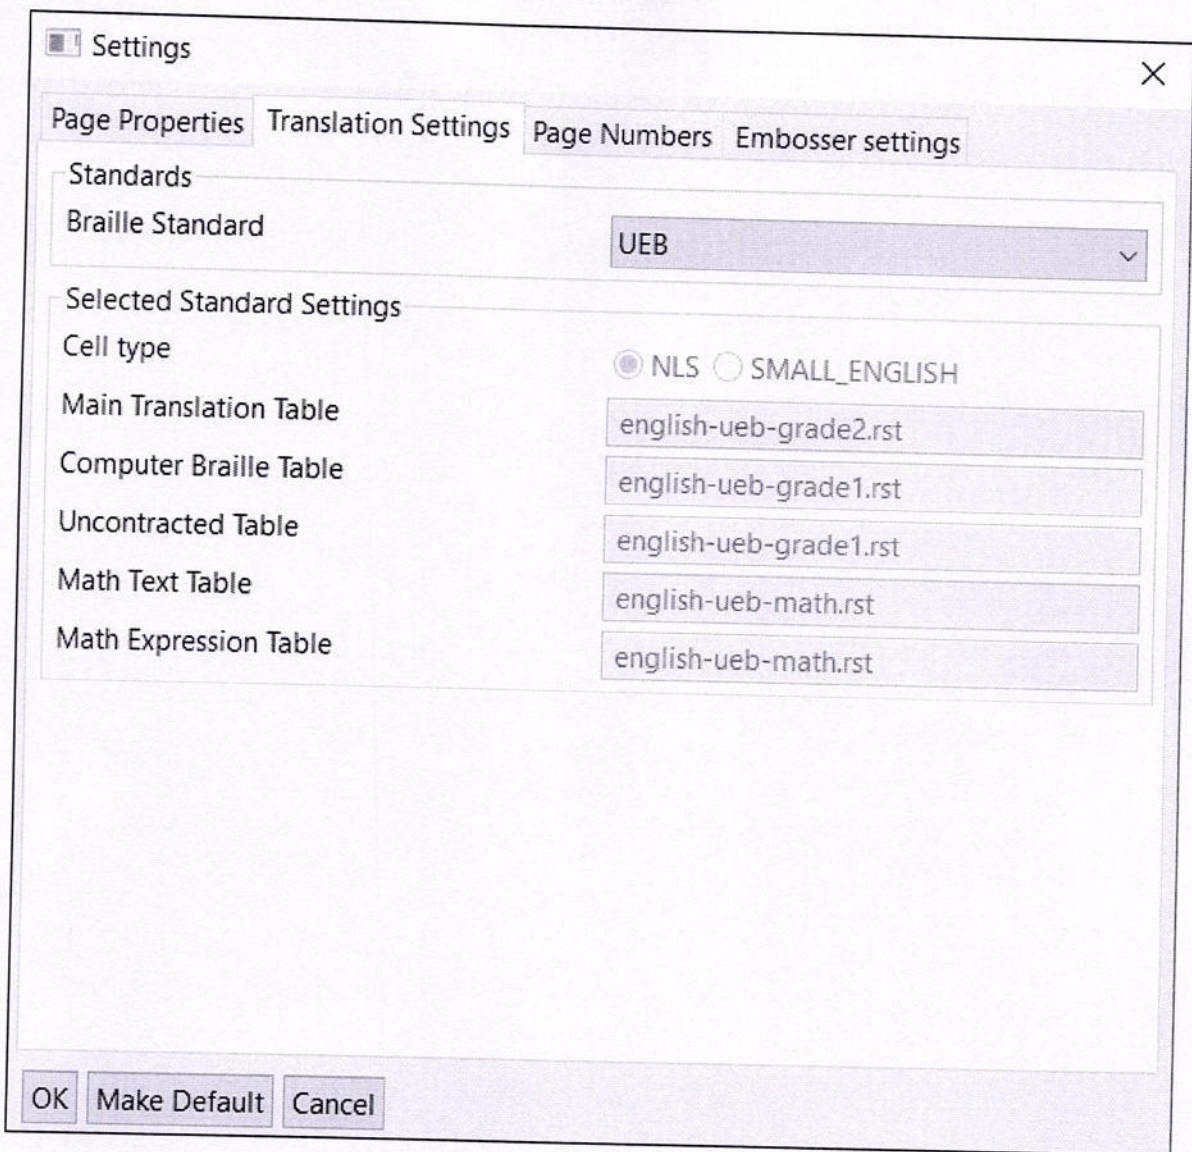 Settings
Page Properties Translation Settings Page Numbers Embosser settings
Standards
Braille Standard UEB
Selected Standard Settings
Cell type NLS SMALL_ENGLISH
Main Translation Table english-ueb-grade2.rst
Computer Braille Table english-ueb-grade1.rst
Uncontracted Table english-ueb-grade1.rst
Math Text Table english-ueb-math.rst
Math Expression Table english-ueb-math.rst
OK Make Default Cancel